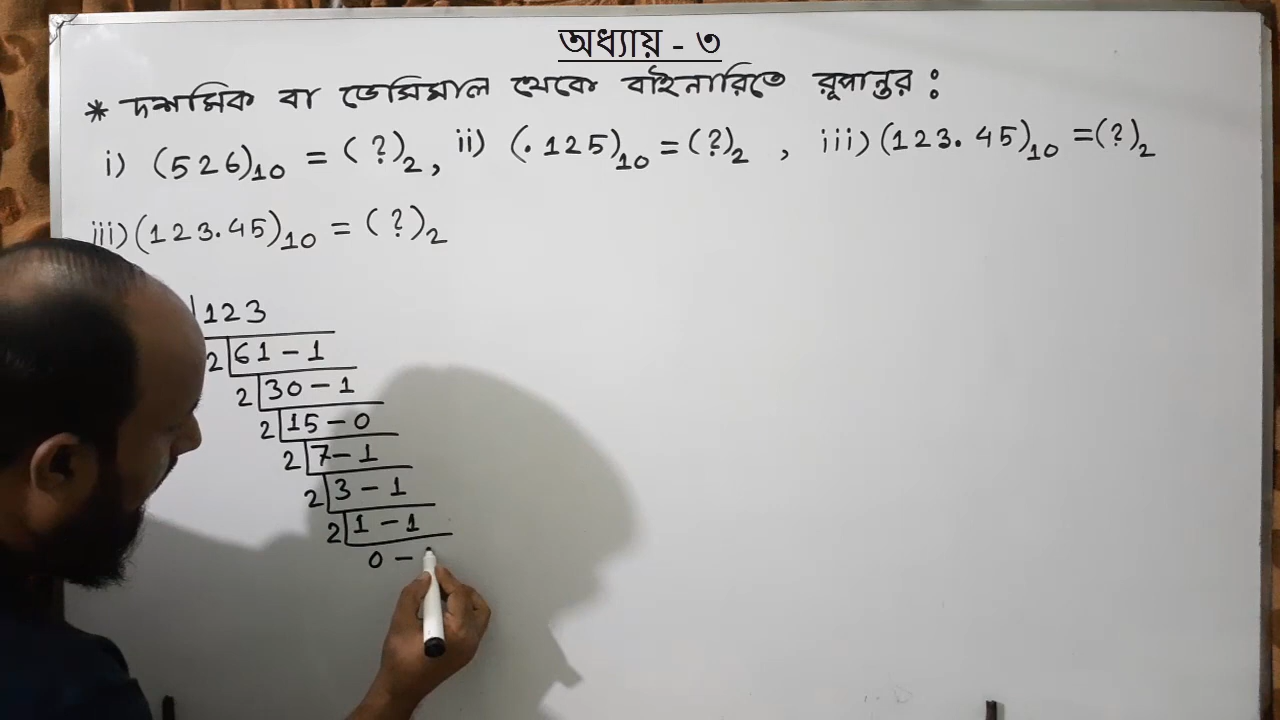 অধ্যায় - ৩
* দশমিক বা ডেসিমাল থেকে বাইনারিতে রূপান্তর :
i) (526)10 = (?)2, ii) (.125)10 = (?)2 , iii) (123.45)10 = (?)2
iii) (123.45)10 = (?)2
123
2 61 - 1
2 30 - 1
2 15 - 0
2 7 - 1
2 3 - 1
2 1 - 1
0 -